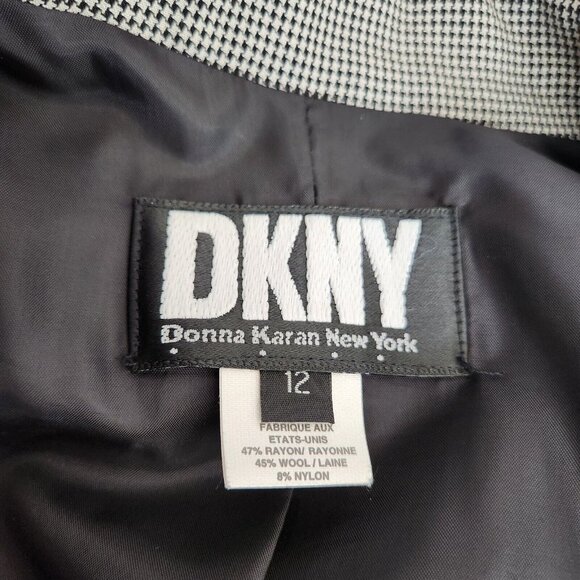 DKNY
Donna Karan New York
12
FABRIQUE AUX
ETATS-UNIS
47% RAYON/ RAYONNE
45% WOOL / LAINE
8% NYLON